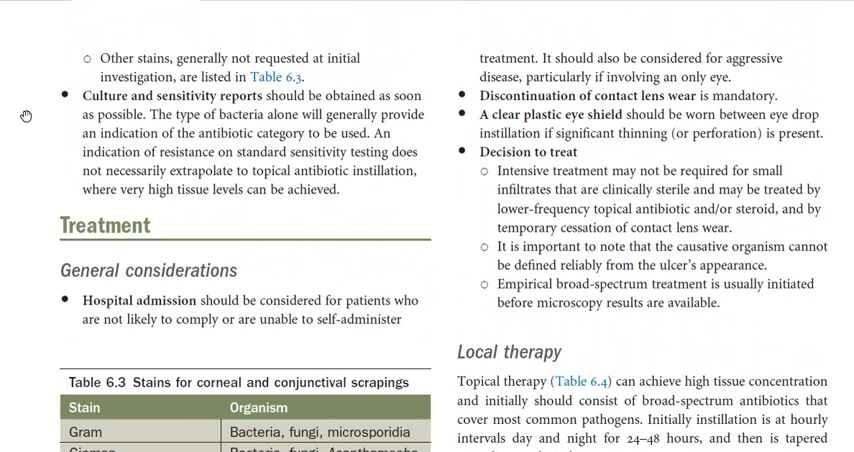 ○ Other stains, generally not requested at initial
investigation, are listed in Table 6.3.
● Culture and sensitivity reports should be obtained as soon
as possible. The type of bacteria alone will generally provide
an indication of the antibiotic category to be used. An
indication of resistance on standard sensitivity testing does
not necessarily extrapolate to topical antibiotic instillation,
where very high tissue levels can be achieved.
Treatment
General considerations
● Hospital admission should be considered for patients who
are not likely to comply or are unable to self-administer
Table 6.3 Stains for corneal and conjunctival scrapings
Stain Organism
Gram Bacteria, fungi, microsporidia
Giemsa Bacteria, fungi, Acanthamoeba
treatment. It should also be considered for aggressive
disease, particularly if involving an only eye.
● Discontinuation of contact lens wear is mandatory.
● A clear plastic eye shield should be worn between eye drop
instillation if significant thinning (or perforation) is present.
● Decision to treat
○ Intensive treatment may not be required for small
infiltrates that are clinically sterile and may be treated by
lower-frequency topical antibiotic and/or steroid, and by
temporary cessation of contact lens wear.
○ It is important to note that the causative organism cannot
be defined reliably from the ulcer's appearance.
○ Empirical broad-spectrum treatment is usually initiated
before microscopy results are available.
Local therapy
Topical therapy (Table 6.4) can achieve high tissue concentration
and initially should consist of broad-spectrum antibiotics that
cover most common pathogens. Initially instillation is at hourly
intervals day and night for 24–48 hours, and then is tapered